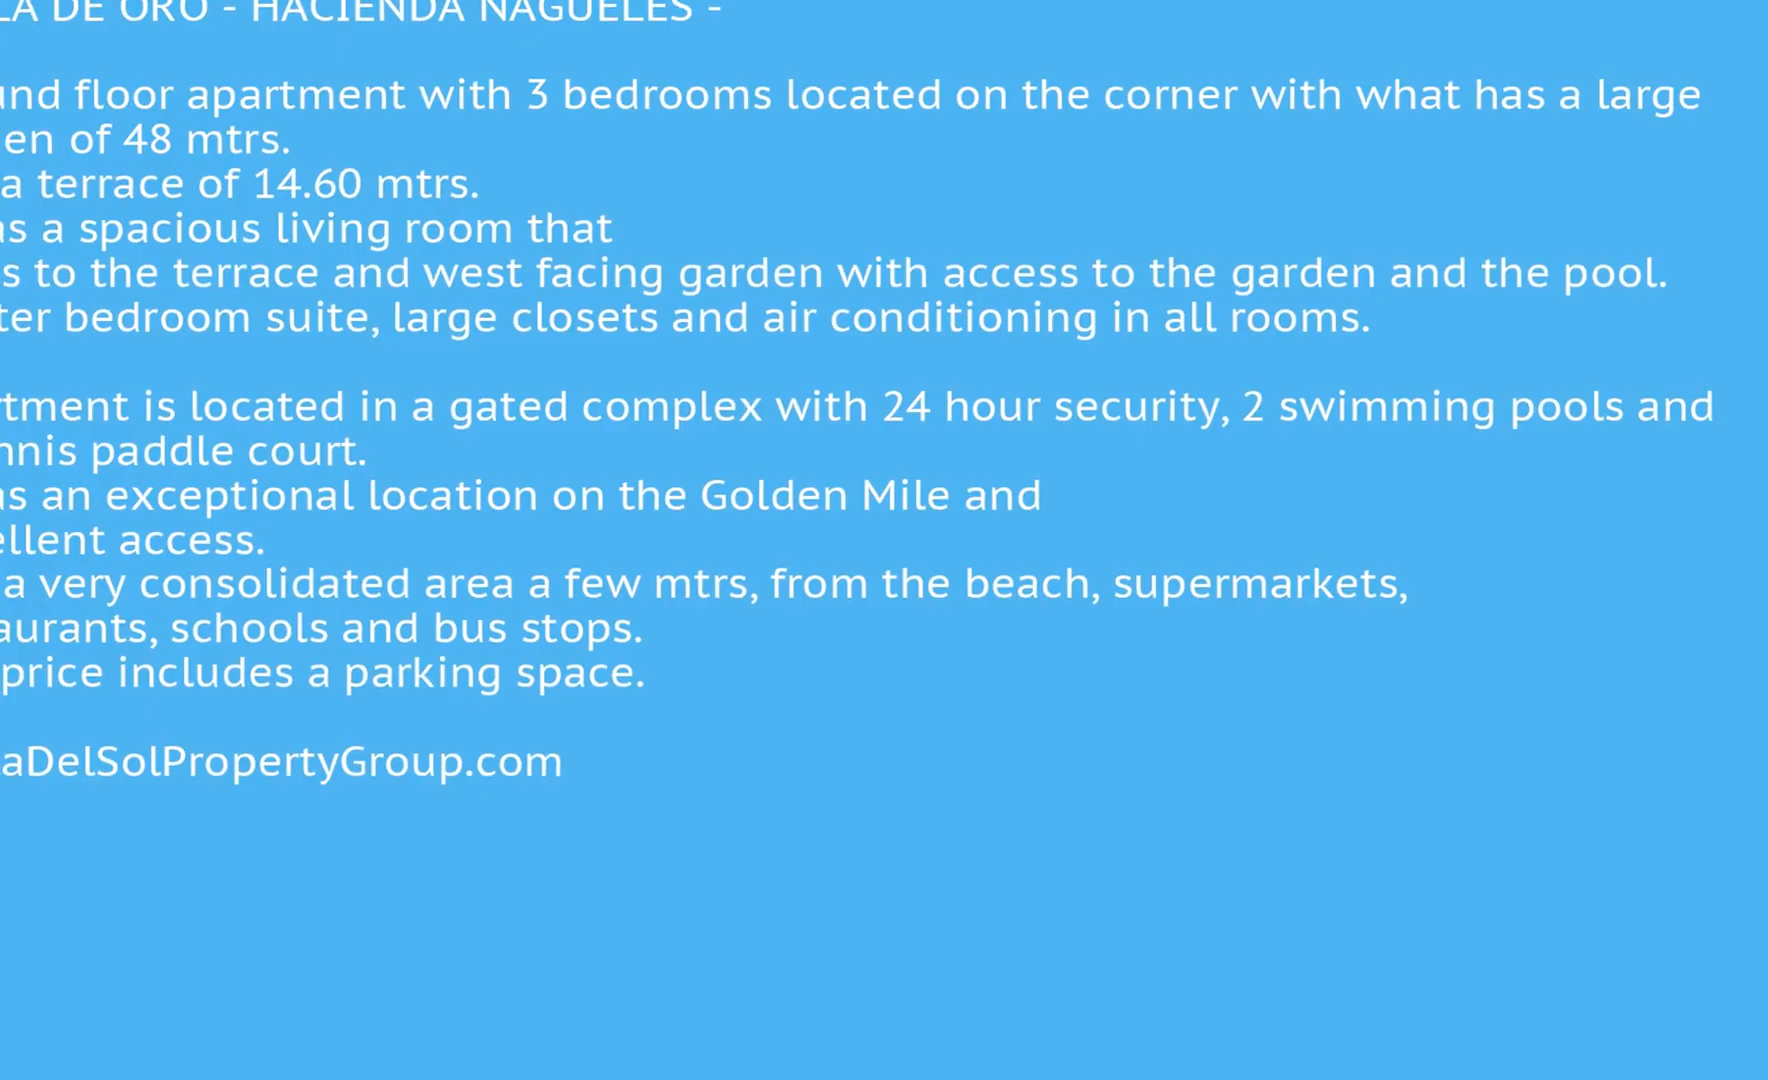 LA DE ORO - HACIENDA NAGUELES -
und floor apartment with 3 bedrooms located on the corner with what has a large
en of 48 mtrs.
a terrace of 14.60 mtrs.
as a spacious living room that
s to the terrace and west facing garden with access to the garden and the pool.
ter bedroom suite, large closets and air conditioning in all rooms.
rtment is located in a gated complex with 24 hour security, 2 swimming pools and
nnis paddle court.
as an exceptional location on the Golden Mile and
ellent access.
a very consolidated area a few mtrs, from the beach, supermarkets,
aurants, schools and bus stops.
price includes a parking space.
aDelSolPropertyGroup.com